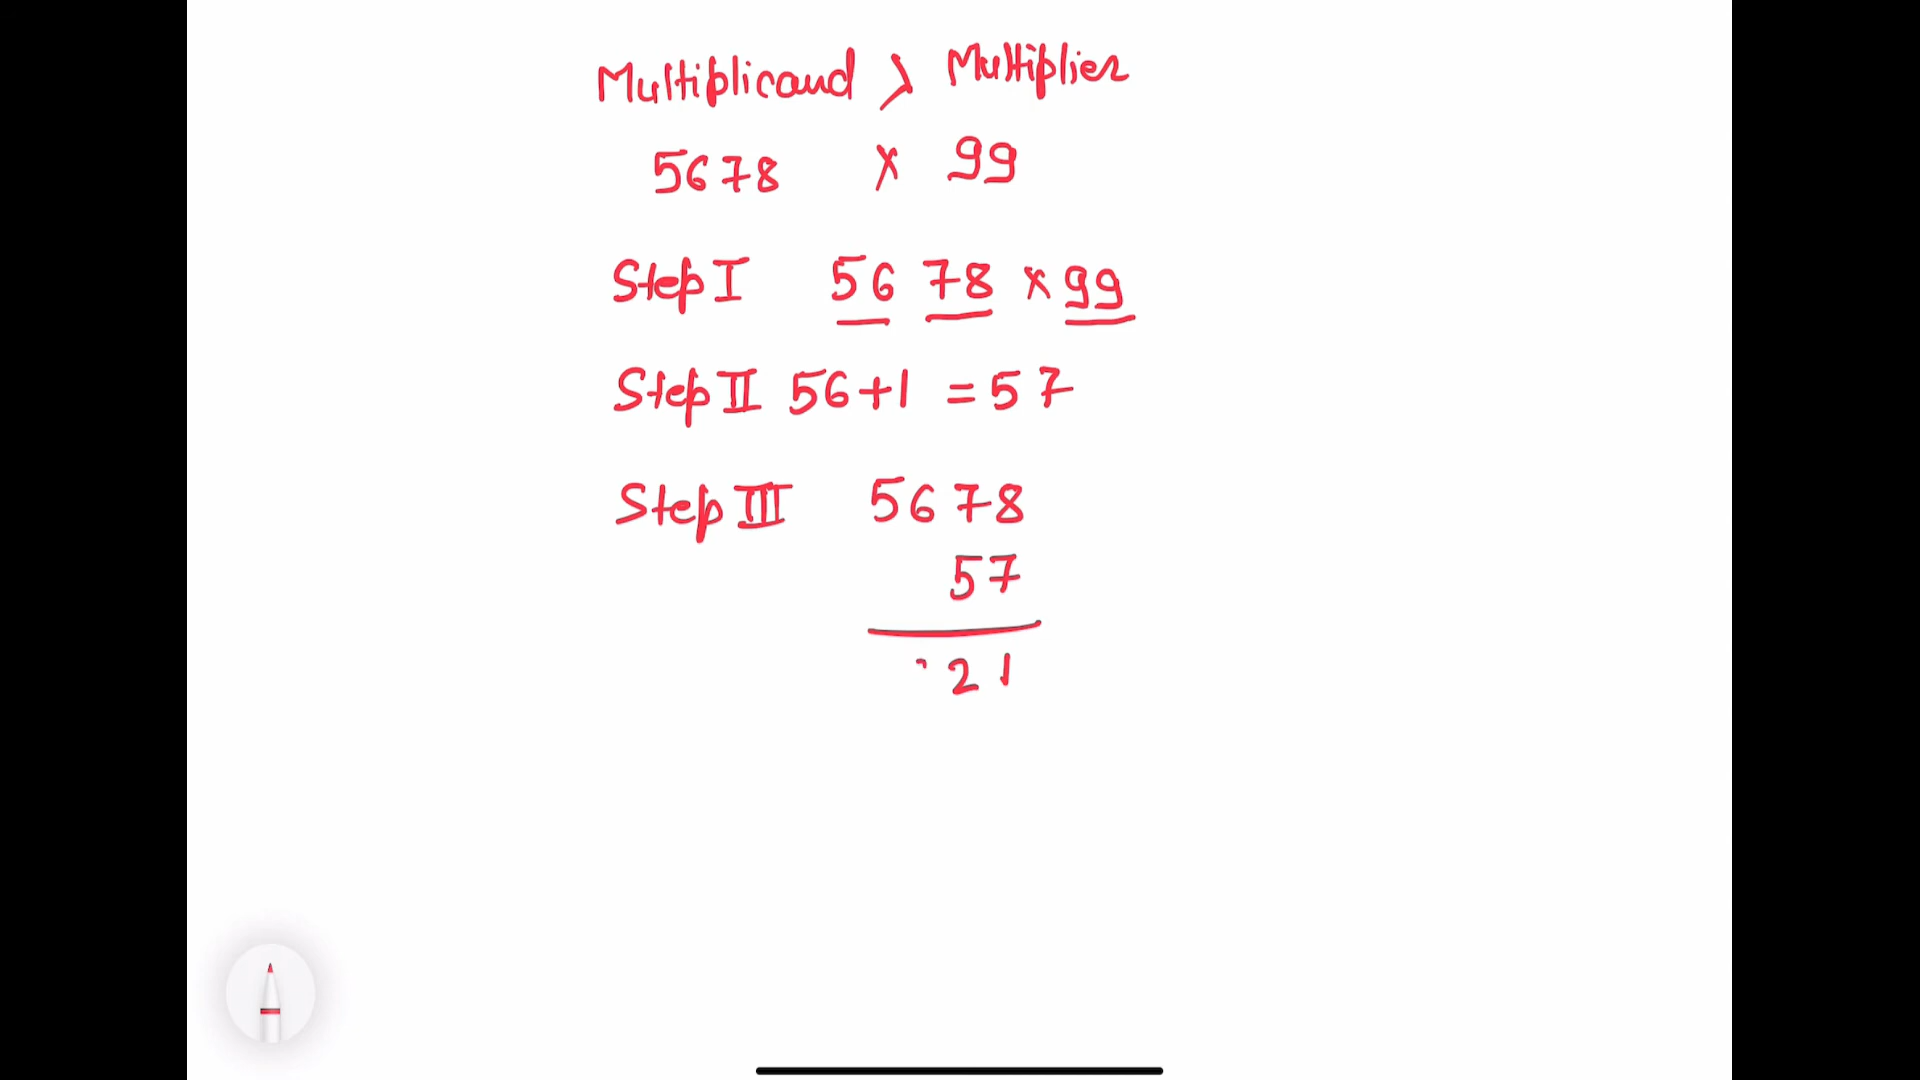 Multiplicand > Multiplier
5678 × 99
Step I 56 78 × 99
Step II 56+1 = 57
Step III 5678
57
21